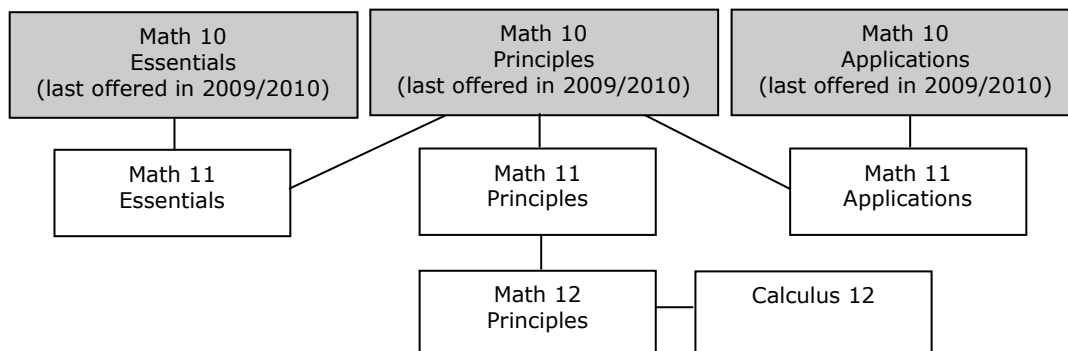 Math 10
Essentials
(last offered in 2009/2010)
Math 10
Principles
(last offered in 2009/2010)
Math 10
Applications
(last offered in 2009/2010)
Math 11
Essentials
Math 11
Principles
Math 11
Applications
Math 12
Principles
Calculus 12